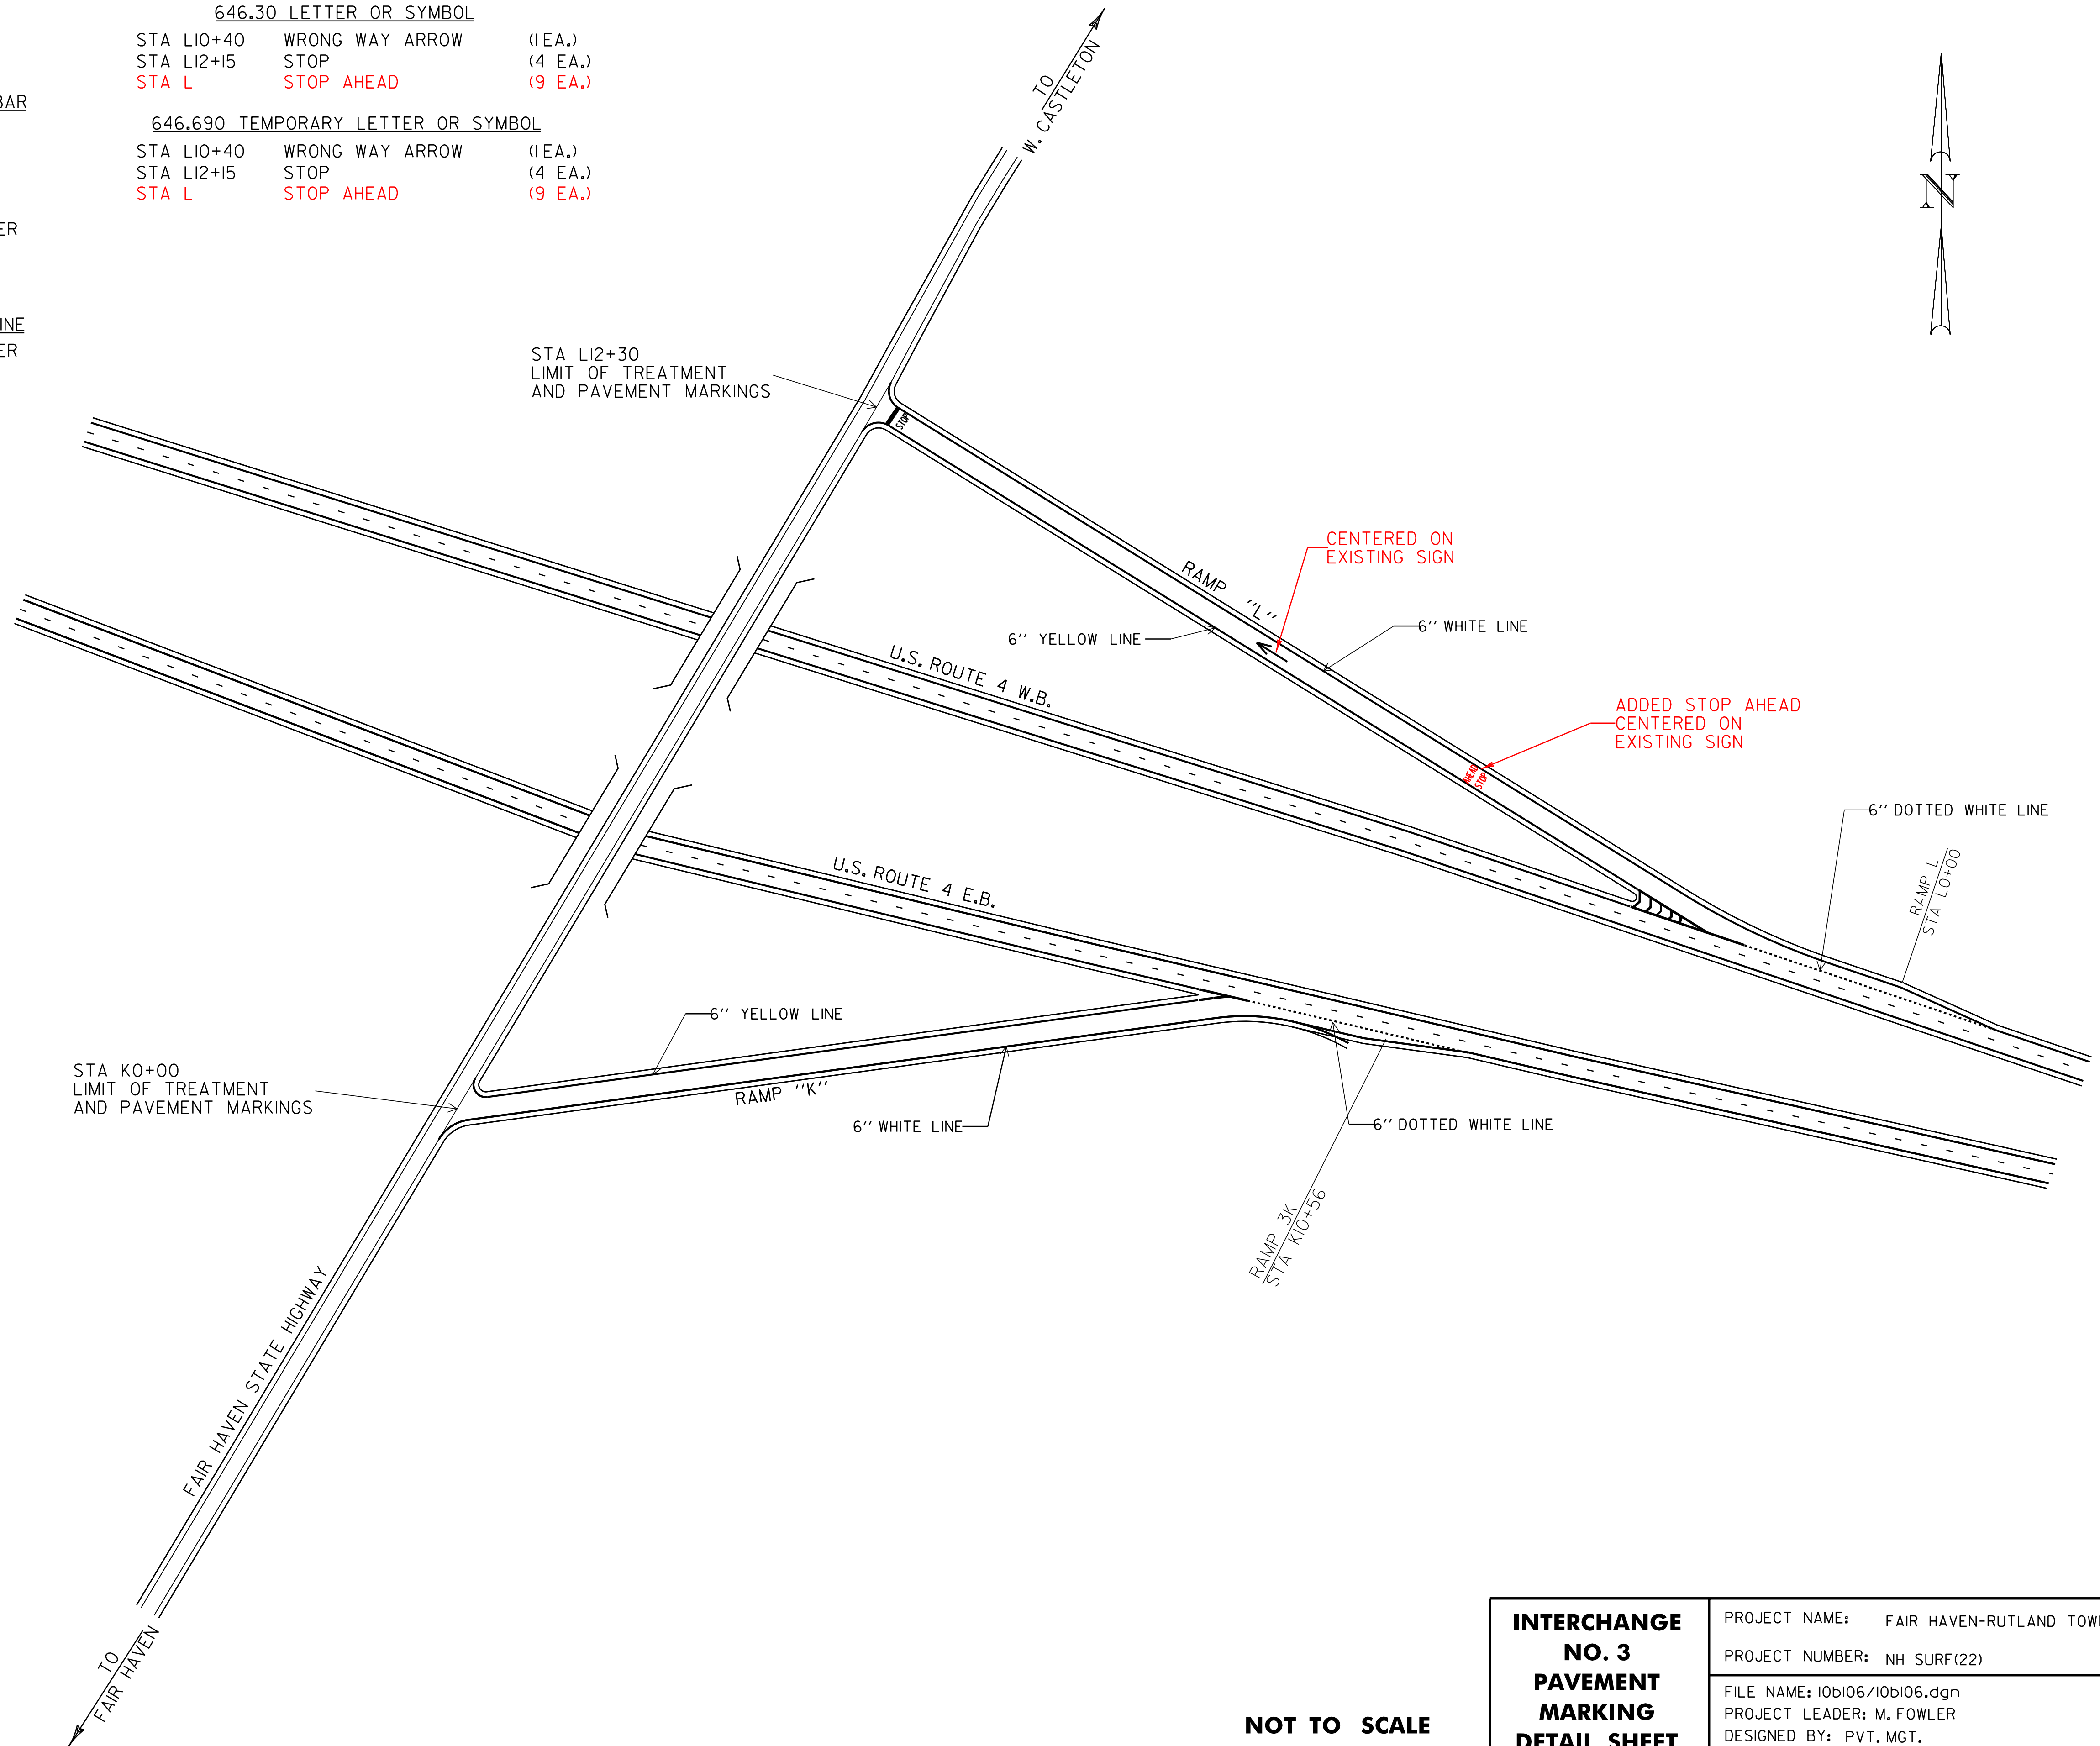 646.30 LETTER OR SYMBOL
STA L10+40 WRONG WAY ARROW (1 EA.)
STA L12+15 STOP (4 EA.)
STA L STOP AHEAD (9 EA.)
646.690 TEMPORARY LETTER OR SYMBOL
STA L10+40 WRONG WAY ARROW (1 EA.)
STA L12+15 STOP (4 EA.)
STA L STOP AHEAD (9 EA.)
BAR
ER
INE
ER
TO
W. CASTLETON
N
STA L12+30
LIMIT OF TREATMENT
AND PAVEMENT MARKINGS
STOP
CENTERED ON
EXISTING SIGN
RAMP "L"
6'' YELLOW LINE
6'' WHITE LINE
U.S. ROUTE 4 W.B.
ADDED STOP AHEAD
CENTERED ON
EXISTING SIGN
AHEAD
STOP
6'' DOTTED WHITE LINE
RAMP L
STA L0+00
U.S. ROUTE 4 E.B.
6'' YELLOW LINE
STA K0+00
LIMIT OF TREATMENT
AND PAVEMENT MARKINGS
RAMP "K"
6'' WHITE LINE
6'' DOTTED WHITE LINE
RAMP 3K
STA K10+56
FAIR HAVEN STATE HIGHWAY
TO
FAIR HAVEN
NOT TO SCALE
INTERCHANGE
NO. 3
PAVEMENT
MARKING
DETAIL SHEET
PROJECT NAME: FAIR HAVEN-RUTLAND TOW
PROJECT NUMBER: NH SURF(22)
FILE NAME: 10b106/10b106.dgn
PROJECT LEADER: M. FOWLER
DESIGNED BY: PVT. MGT.